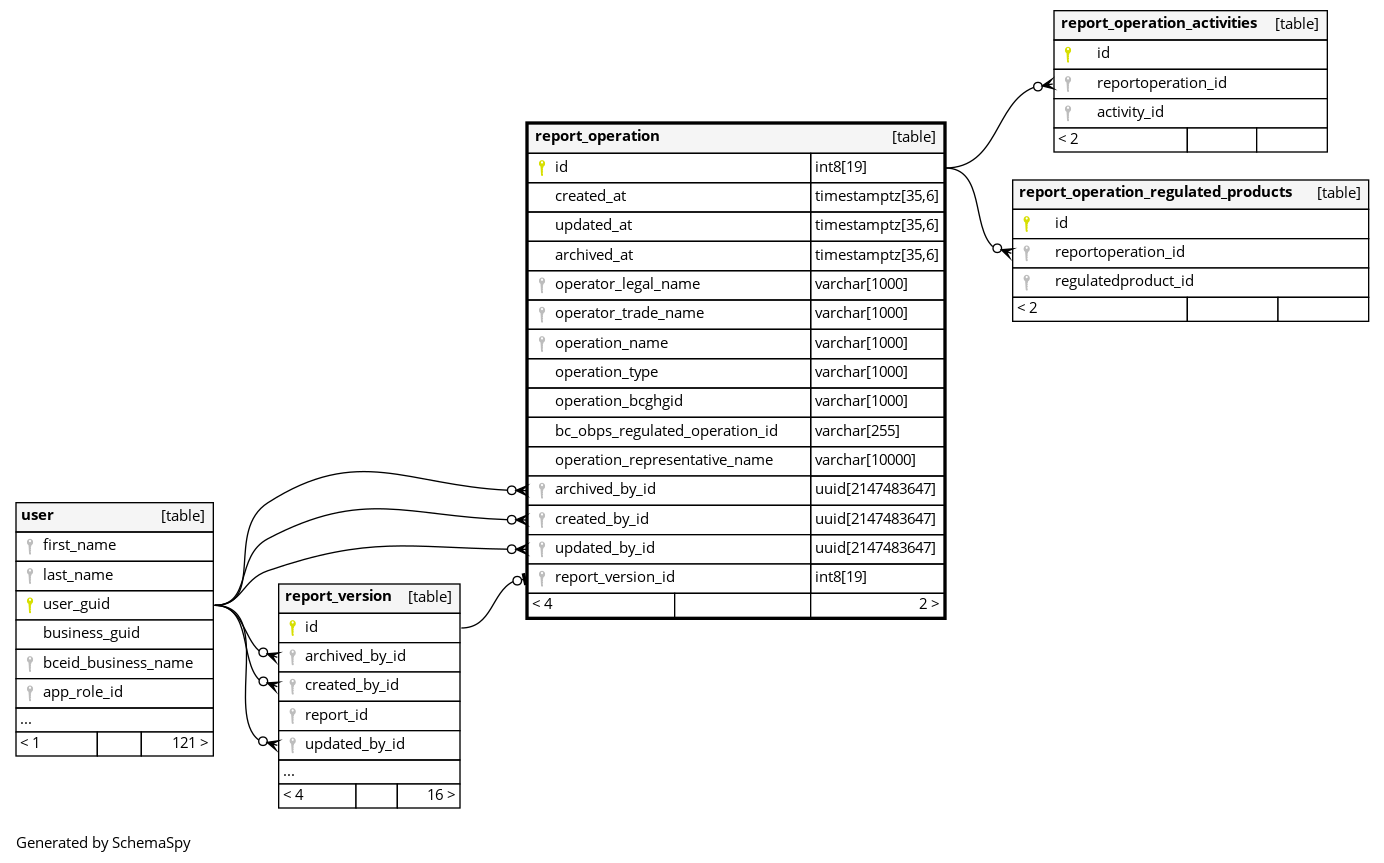 report_operation_activities [table]
id
reportoperation_id
activity_id
< 2
report_operation [table]
id int8[19]
created_at timestamptz[35,6]
updated_at timestamptz[35,6]
archived_at timestamptz[35,6]
operator_legal_name varchar[1000]
operator_trade_name varchar[1000]
operation_name varchar[1000]
operation_type varchar[1000]
operation_bcghgid varchar[1000]
bc_obps_regulated_operation_id varchar[255]
operation_representative_name varchar[10000]
archived_by_id uuid[2147483647]
created_by_id uuid[2147483647]
updated_by_id uuid[2147483647]
report_version_id int8[19]
< 4 2 >
report_operation_regulated_products [table]
id
reportoperation_id
regulatedproduct_id
< 2
user [table]
first_name
last_name
user_guid
business_guid
bceid_business_name
app_role_id
...
< 1 121 >
report_version [table]
id
archived_by_id
created_by_id
report_id
updated_by_id
...
< 4 16 >
Generated by SchemaSpy